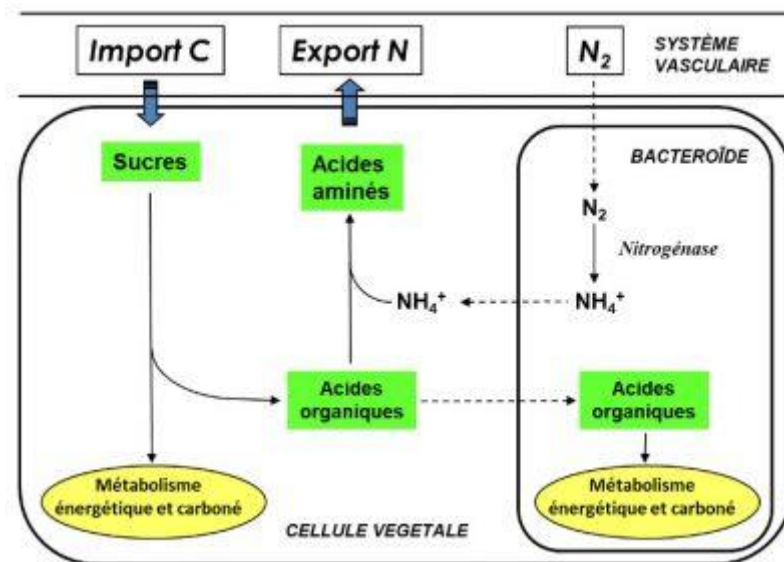 Import C
Export N
N₂
SYSTÈME
VASCULAIRE
Sucres
Acides
aminés
BACTEROÏDE
N₂
Nitrogénase
NH₄⁺
NH₄⁺
Acides
organiques
Acides
organiques
Métabolisme
énergétique et carboné
Métabolisme
énergétique et carboné
CELLULE VEGETALE